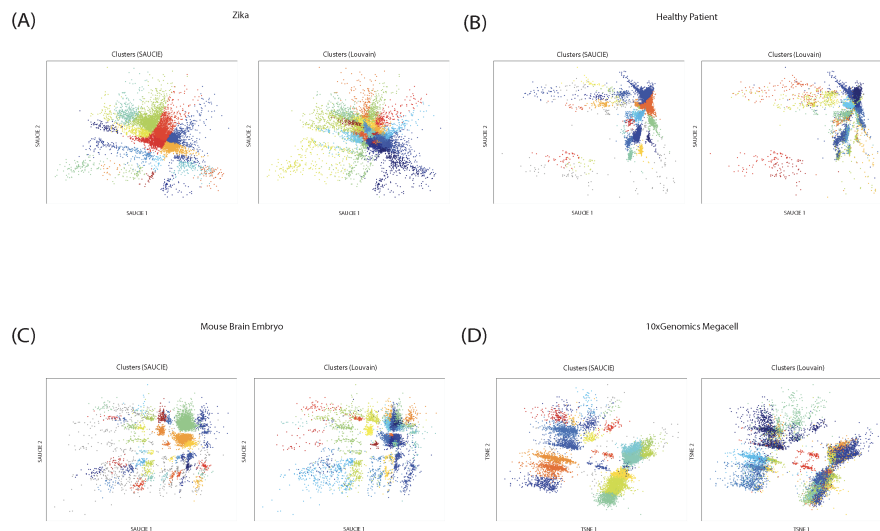 (A)
Zika
Clusters (SAUCIE)
Clusters (Louvain)
SAUCIE 2
SAUCIE 2
SAUCIE 1
SAUCIE 1
(B)
Healthy Patient
Clusters (SAUCIE)
Clusters (Louvain)
SAUCIE 2
SAUCIE 2
SAUCIE 1
SAUCIE 1
(C)
Mouse Brain Embryo
Clusters (SAUCIE)
Clusters (Louvain)
SAUCIE 2
SAUCIE 2
SAUCIE 1
SAUCIE 1
(D)
10xGenomics Megacell
Clusters (SAUCIE)
Clusters (Louvain)
TSNE 2
TSNE 2
TSNE 1
TSNE 1